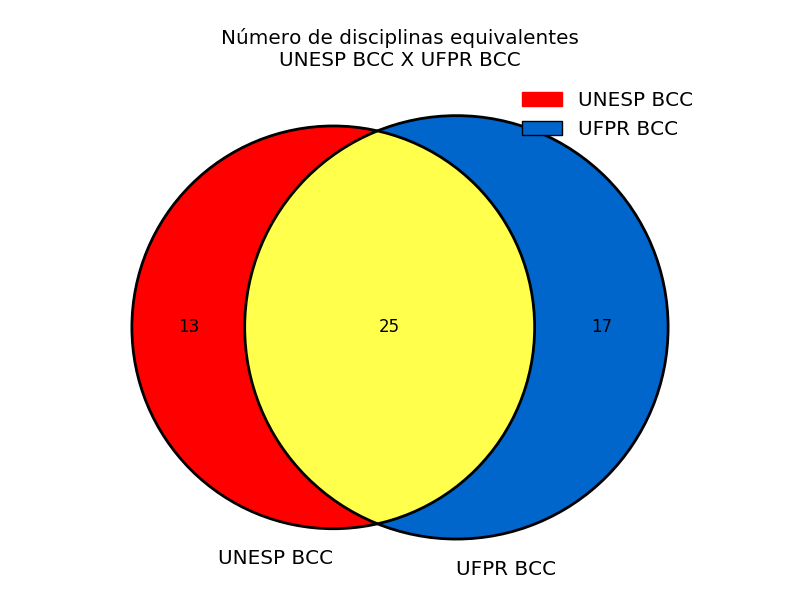 Número de disciplinas equivalentes
UNESP BCC X UFPR BCC
UNESP BCC
UFPR BCC
13
25
17
UNESP BCC
UFPR BCC